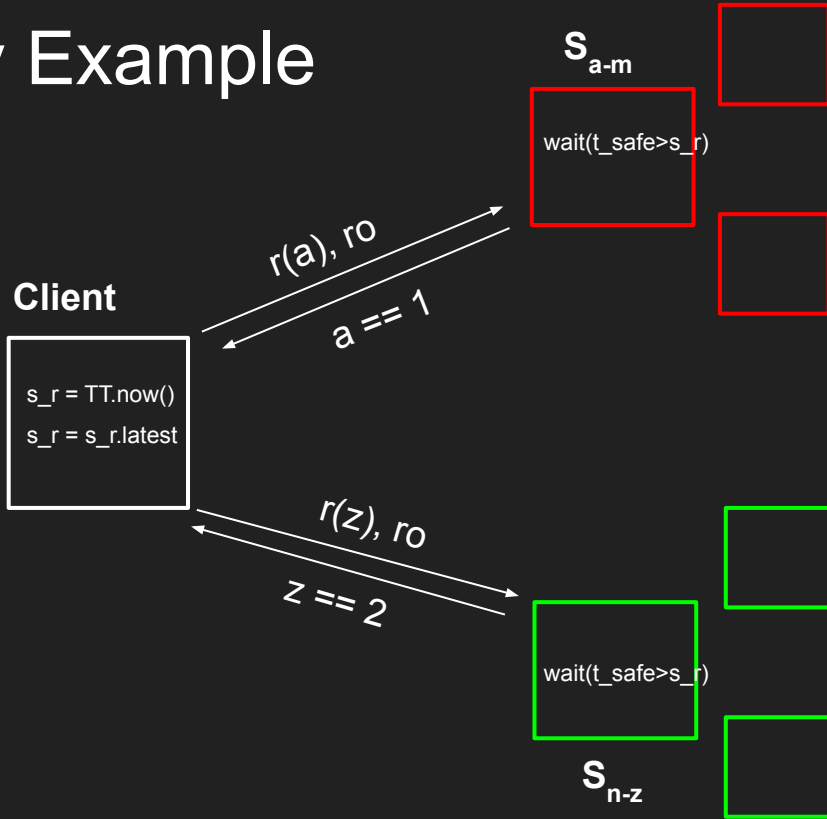 Example
S_a-m
wait(t_safe>s_r)
r(a), ro
a == 1
Client
s_r = TT.now()
s_r = s_r.latest
r(z), ro
z == 2
wait(t_safe>s_r)
S_n-z